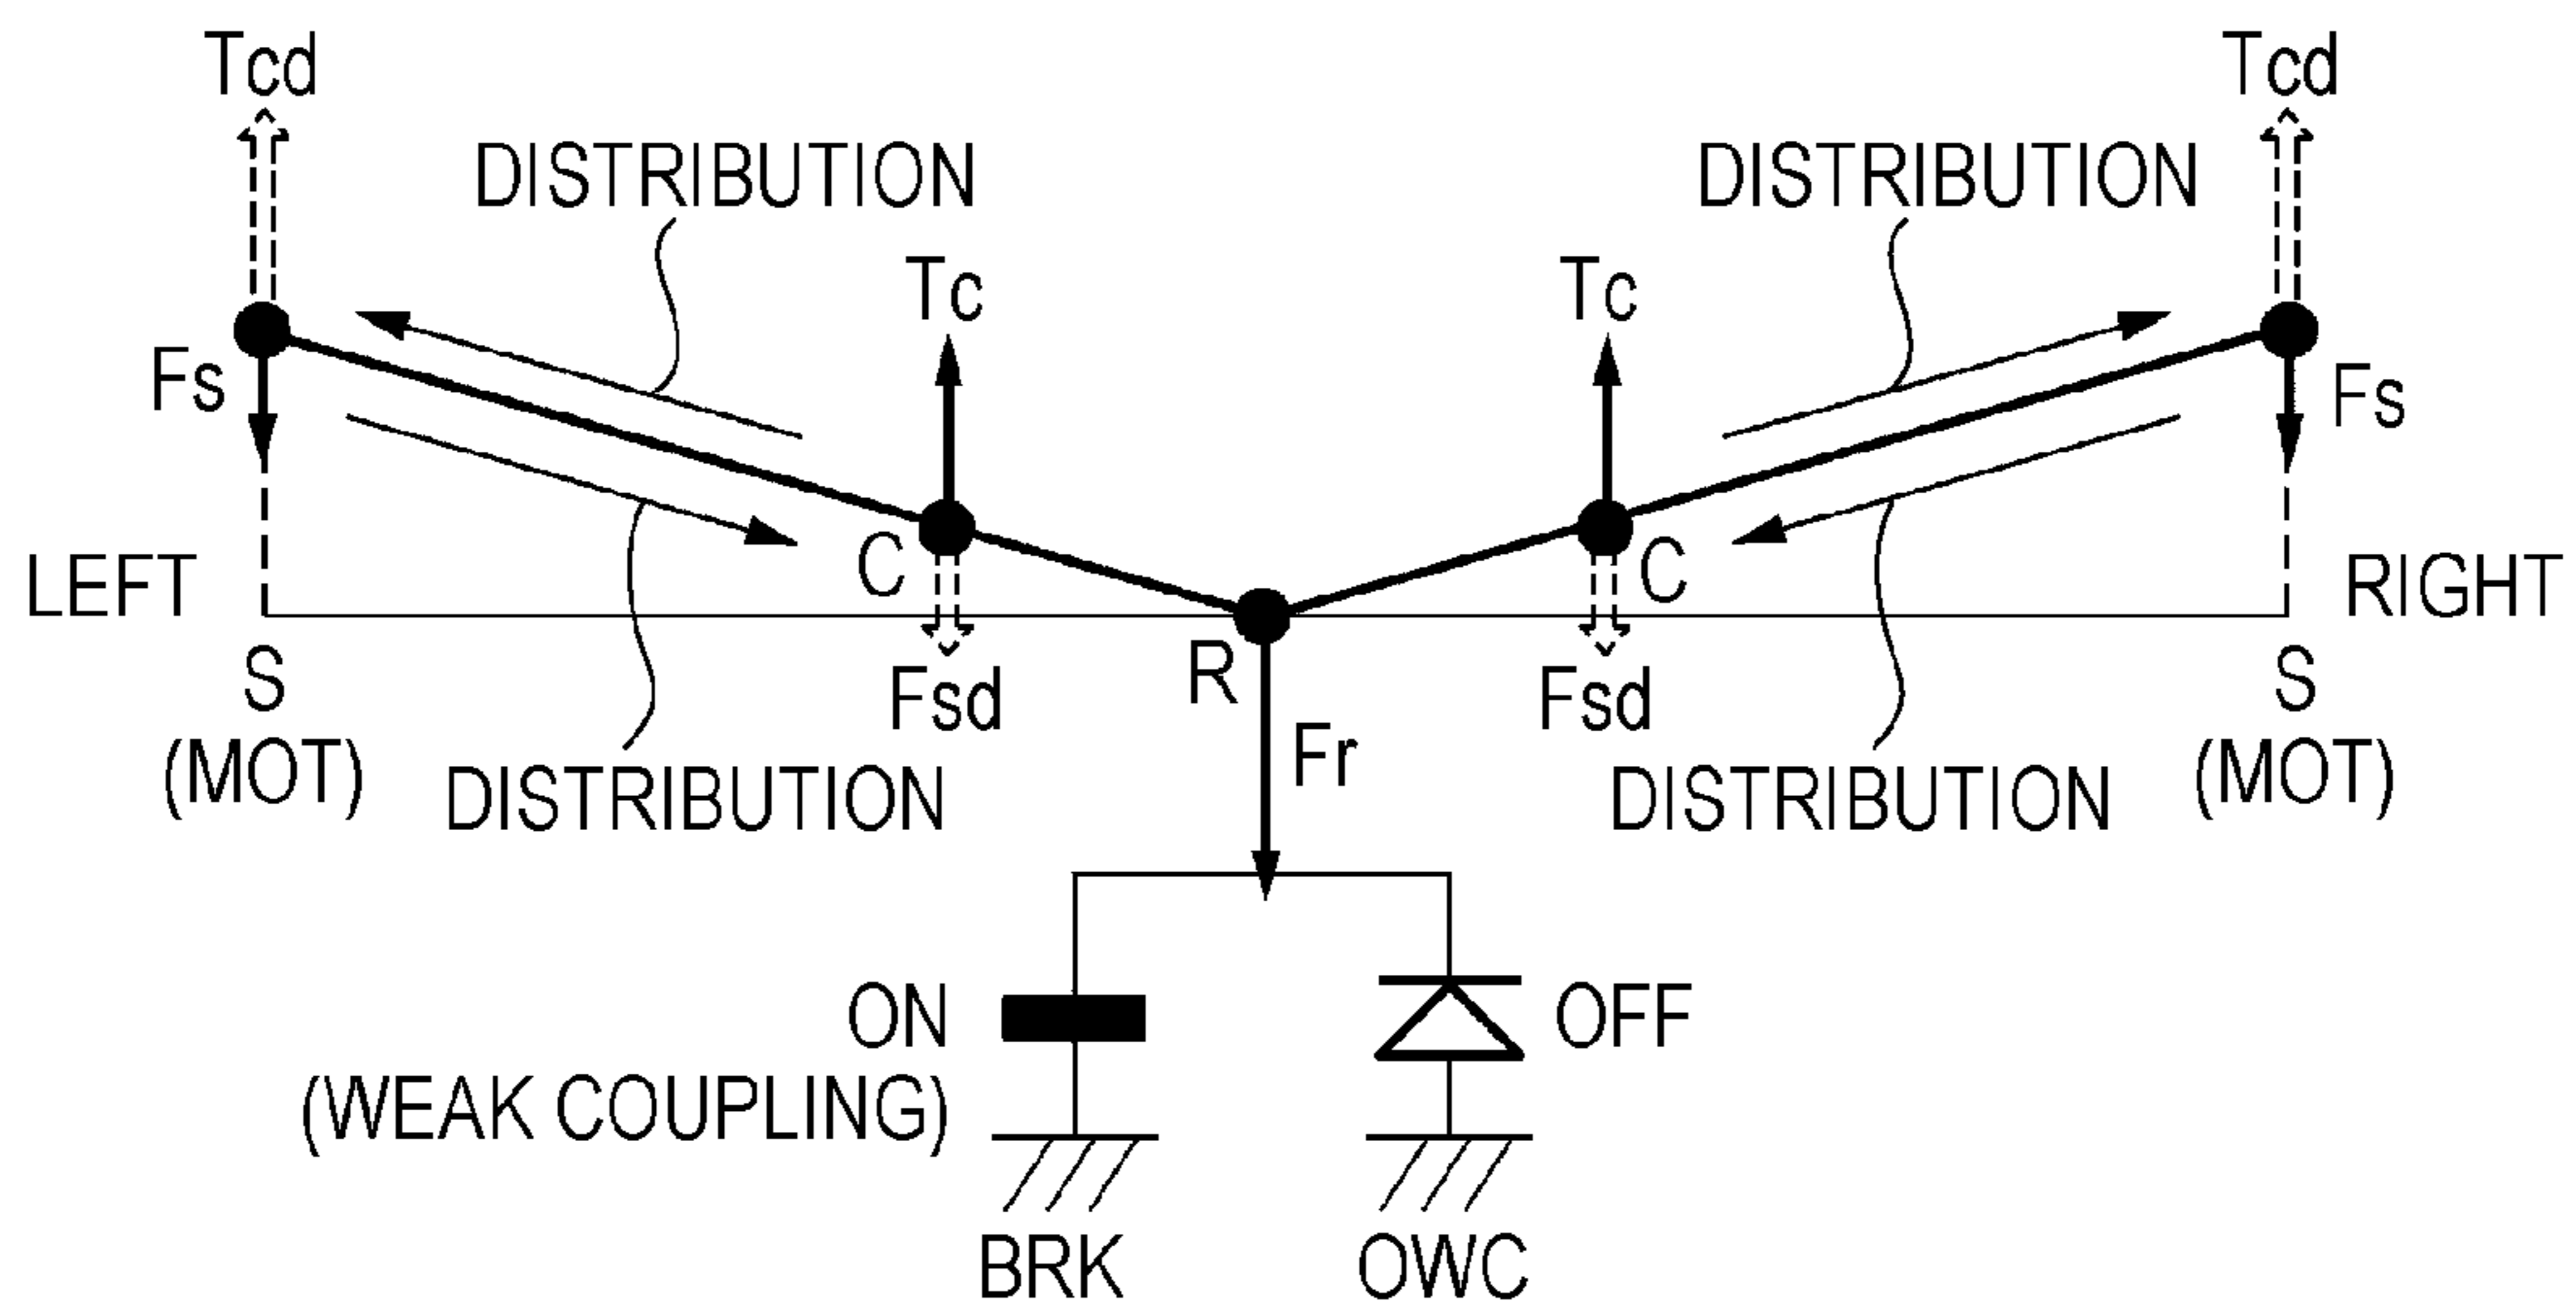 Tcd
Tcd
DISTRIBUTION
DISTRIBUTION
Tc
Tc
Fs
Fs
LEFT
C
C
RIGHT
S
(MOT)
Fsd
R
Fsd
S
(MOT)
Fr
DISTRIBUTION
DISTRIBUTION
ON
(WEAK COUPLING)
OFF
BRK
OWC